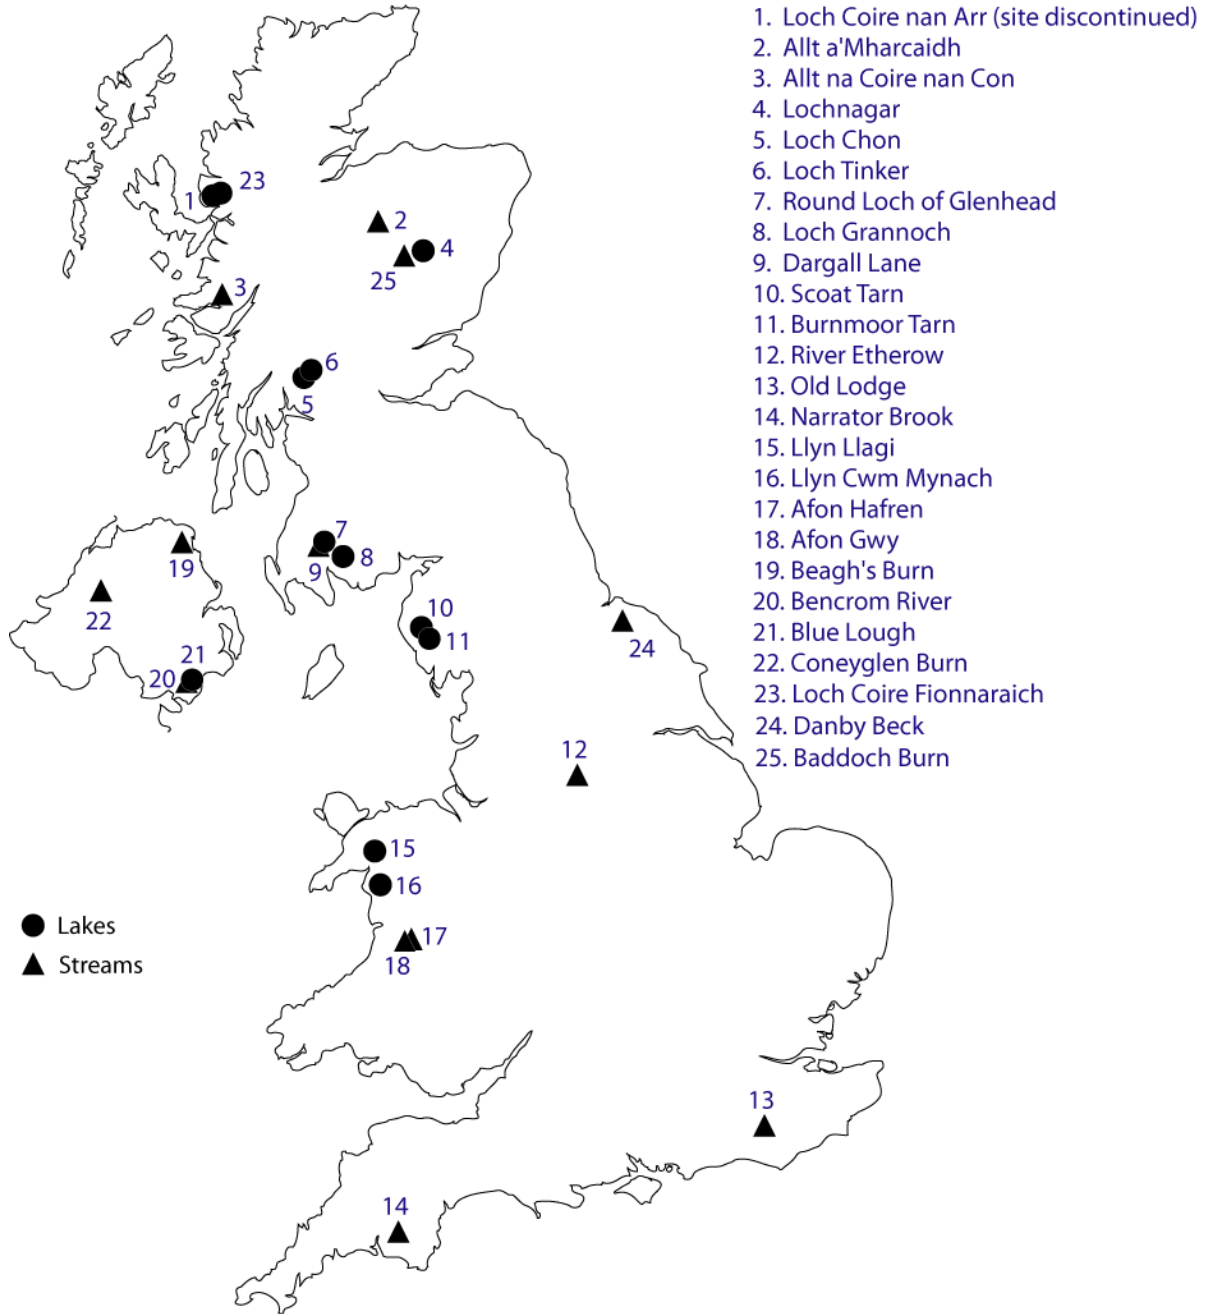 1. Loch Coire nan Arr (site discontinued)
2. Allt a'Mharcaidh
3. Allt na Coire nan Con
4. Lochnagar
5. Loch Chon
6. Loch Tinker
7. Round Loch of Glenhead
8. Loch Grannoch
9. Dargall Lane
10. Scoat Tarn
11. Burnmoor Tarn
12. River Etherow
13. Old Lodge
14. Narrator Brook
15. Llyn Llagi
16. Llyn Cwm Mynach
17. Afon Hafren
18. Afon Gwy
19. Beagh's Burn
20. Bencrom River
21. Blue Lough
22. Coneyglen Burn
23. Loch Coire Fionnaraich
24. Danby Beck
25. Baddoch Burn
23
1
2
4
25
3
6
5
7
8
9
19
22
10
11
24
21
20
12
15
16
17
18
13
14
Lakes
Streams